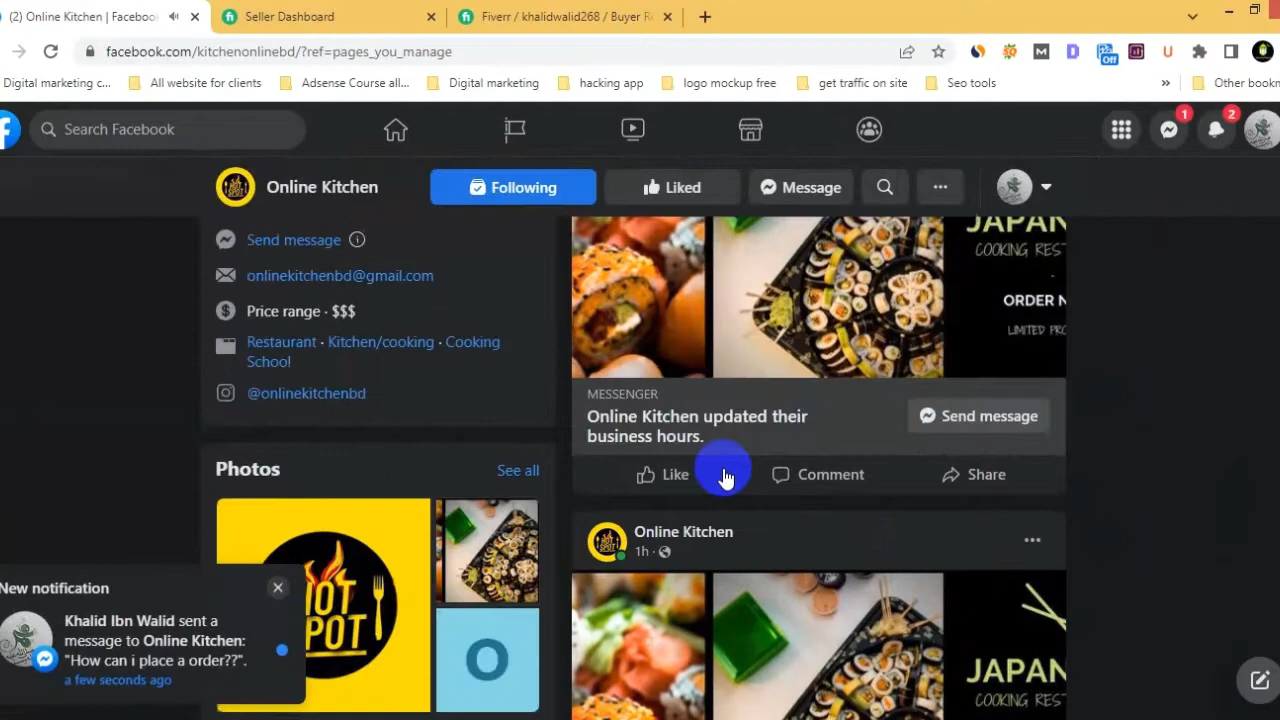 (2) Online Kitchen | Facebook
Seller Dashboard
Fiverr / khalidwalid268 / Buyer Re
facebook.com/kitchenonlinebd/?ref=pages_you_manage
Off
Digital marketing c...
All website for clients
Adsense Course all...
Digital marketing
hacking app
logo mockup free
get traffic on site
Seo tools
»
Other bookm
Search Facebook
1
2
Online Kitchen
Following
Liked
Message
Send message
onlinekitchenbd@gmail.com
Price range · $$$
Restaurant · Kitchen/cooking · Cooking
School
@onlinekitchenbd
Photos
See all
HOT
SPOT
O
New notification
Khalid Ibn Walid sent a
message to Online Kitchen:
"How can i place a order??".
a few seconds ago
JAPAN
COOKING REST
ORDER N
LIMITED PRO
MESSENGER
Online Kitchen updated their
business hours.
Send message
Like
Comment
Share
Online Kitchen
1h ·
JAPAN
COOKING REST